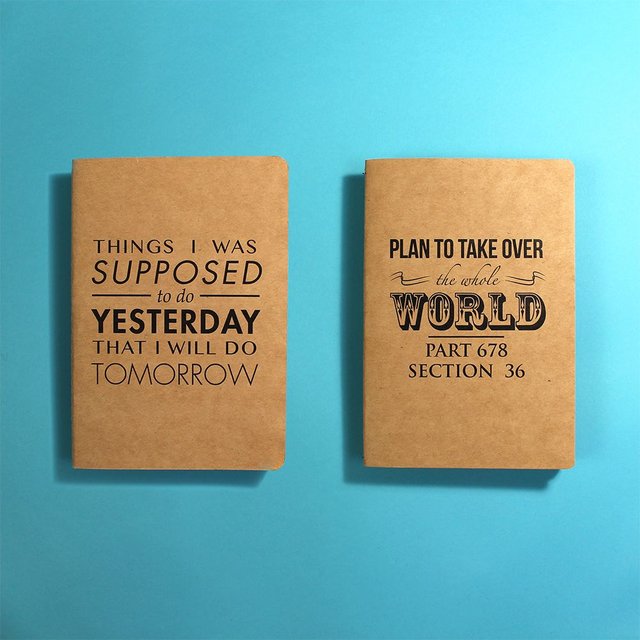 THINGS I WAS
SUPPOSED
to do
YESTERDAY
THAT I WILL DO
TOMORROW
PLAN TO TAKE OVER
the whole
WORLD
PART 678
SECTION 36